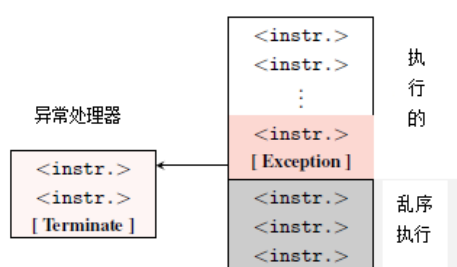 <instr.>
<instr.>
⋮
<instr.>
[ Exception ]
<instr.>
<instr.>
<instr.>
执
行
的
乱序
执行
异常处理器
<instr.>
<instr.>
[ Terminate ]